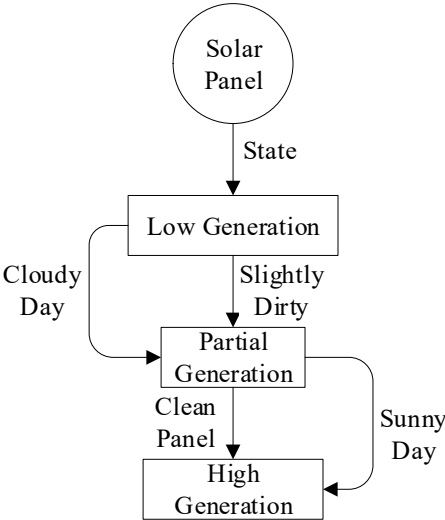 Solar
Panel
State
Low Generation
Cloudy
Day
Slightly
Dirty
Partial
Generation
Clean
Panel
Sunny
Day
High
Generation